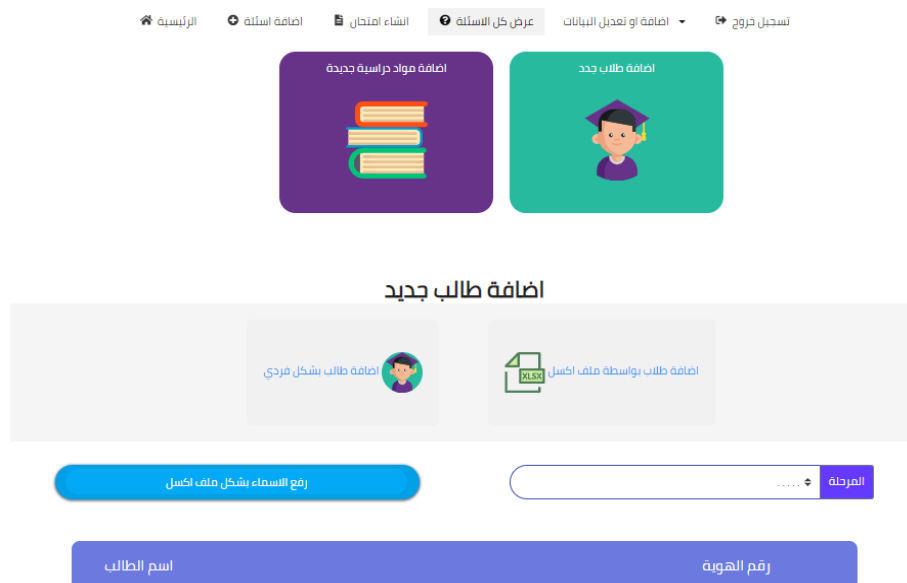 الرئيسية
اضافة اسئلة
انشاء امتحان
عرض كل الاسئلة
اضافة او تعديل البيانات
تسجيل خروج
اضافة طلاب جدد
اضافة مواد دراسية جديدة
اضافة طالب جديد
اضافة طلاب بواسطة ملف اكسل
XLSX
اضافة طالب بشكل فردي
المرحلة
.....
رفع الاسماء بشكل ملف اكسل
رقم الهوية
اسم الطالب